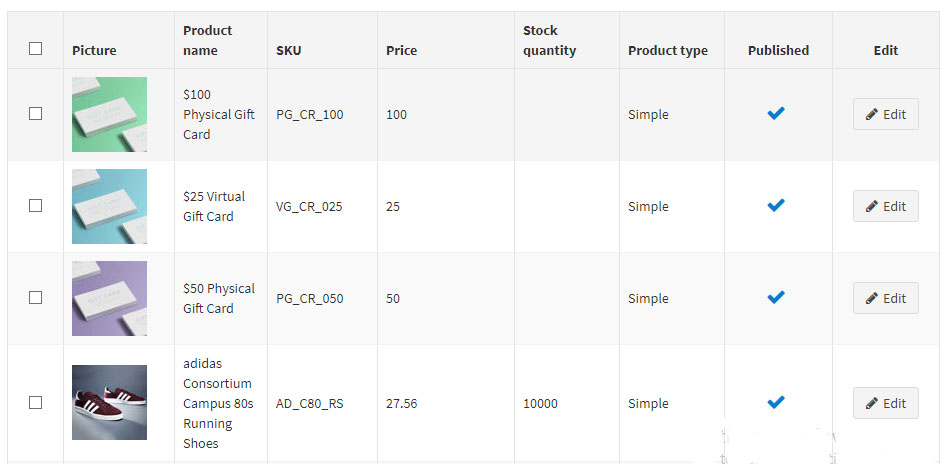 Picture Product name SKU Price Stock quantity Product type Published Edit
$100 Physical Gift Card PG_CR_100 100 Simple Edit
$25 Virtual Gift Card VG_CR_025 25 Simple Edit
$50 Physical Gift Card PG_CR_050 50 Simple Edit
adidas Consortium Campus 80s Running Shoes AD_C80_RS 27.56 10000 Simple Edit